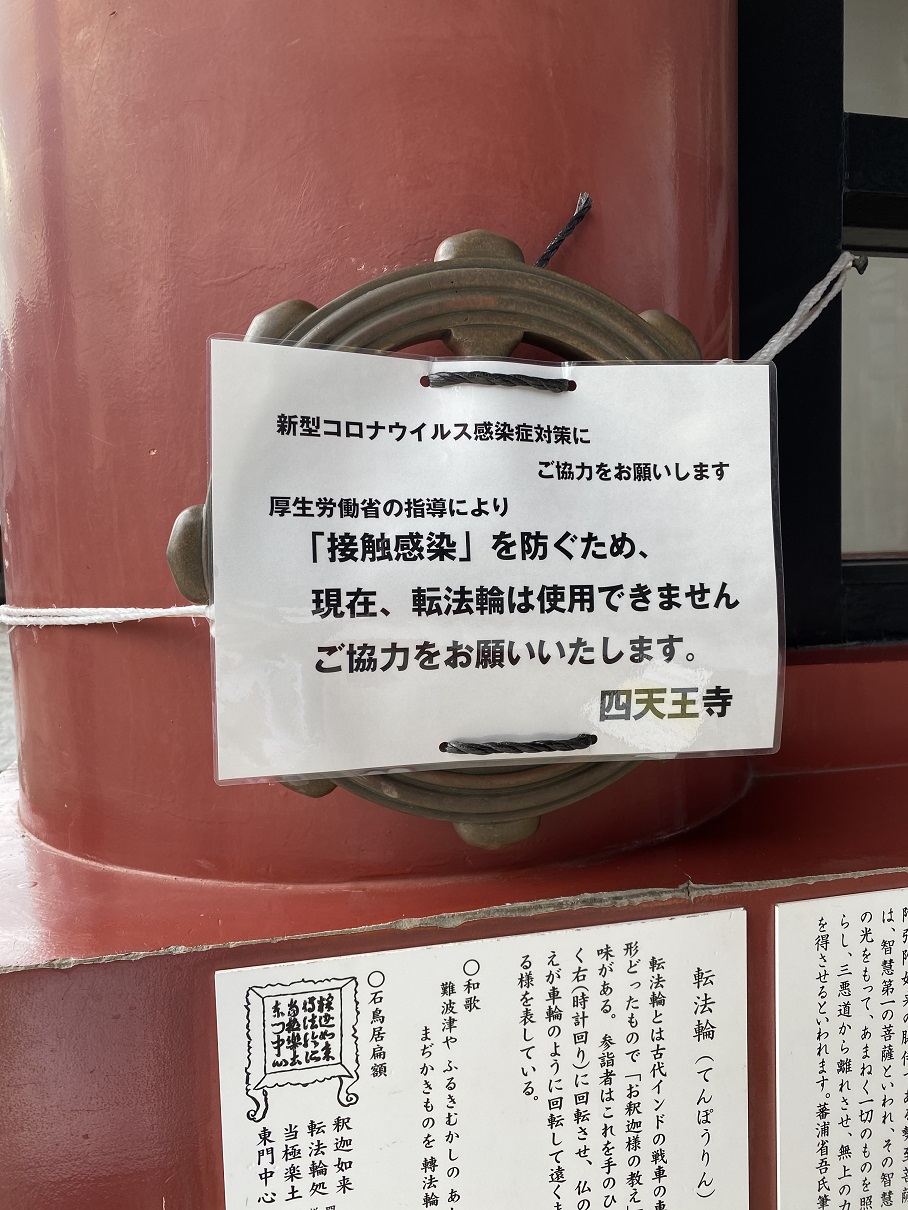 新型コロナウイルス感染症対策に
ご協力をお願いします
厚生労働省の指導により
「接触感染」を防ぐため、
現在、転法輪は使用できません
ご協力をお願いいたします。
四天王寺
は、智慧第一の菩薩といわれ、その智慧
の光をもって、あまねく一切のものを照
らし、三悪道から離れさせ、無上の力
を得させるといわれます。蕃浦省吾氏筆
転法輪（てんぽうりん）
転法輪とは古代インドの戦車の車
形どったもので「お釈迦様の教え」
味がある。参詣者はこれを手のひ
く右(時計回り)に回転させ、仏の
えが車輪のように回転して遠くま
る様を表している。
〇和歌
難波津や ふるきむかしの あ
まぢかきものを 轉法輪
〇石鳥居扁額
釈迦如来
転法輪処
当極楽土
東門中心